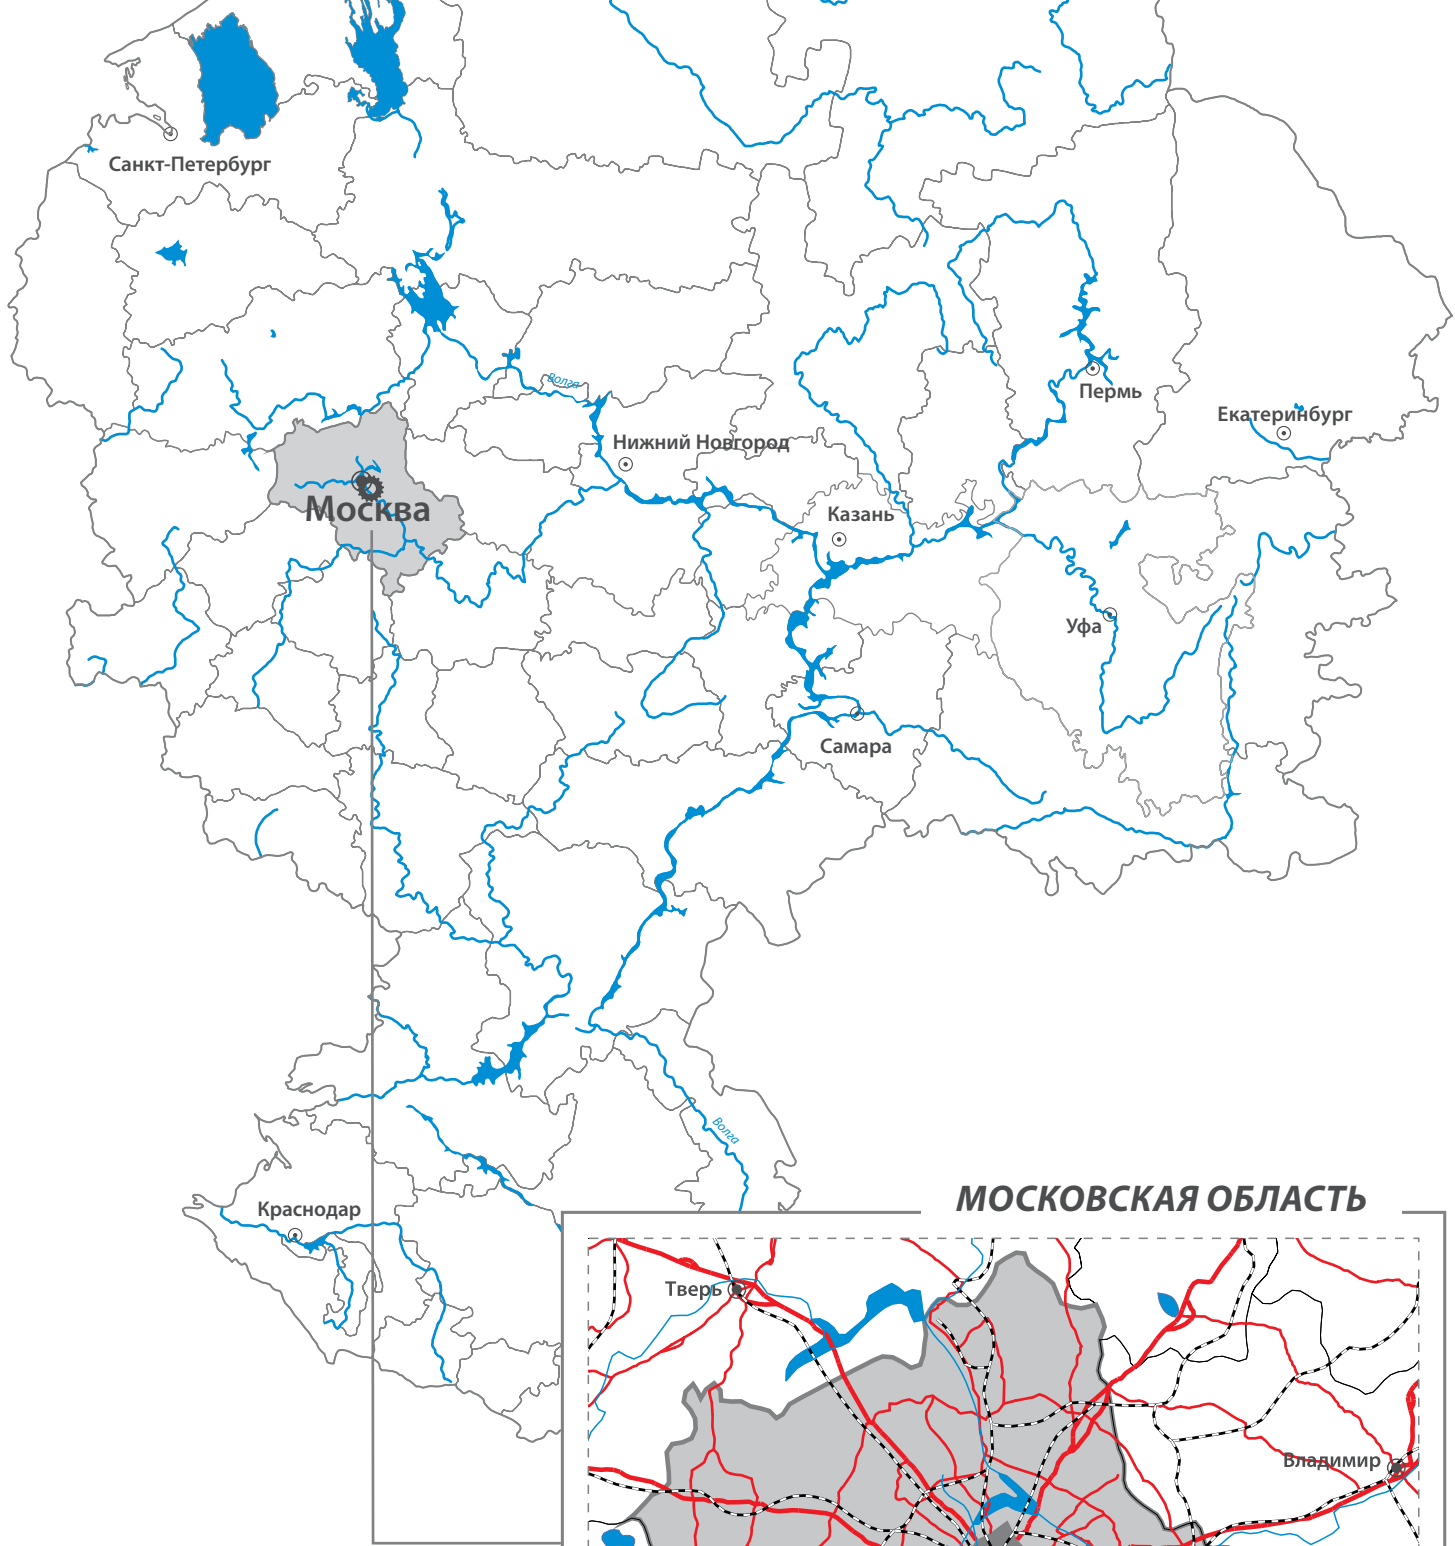 Санкт-Петербург
Волга
Пермь
Екатеринбург
Нижний Новгород
Москва
Казань
Уфа
Самара
Волга
Краснодар
МОСКОВСКАЯ ОБЛАСТЬ
Тверь
Владимир